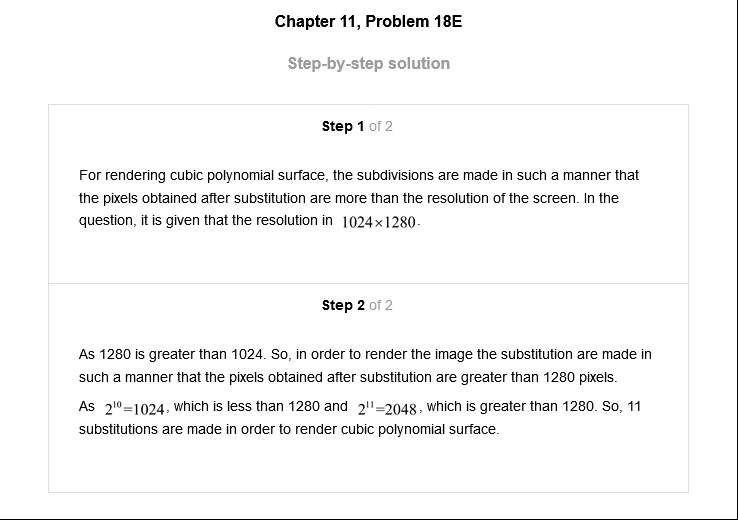 Chapter 11, Problem 18E
Step-by-step solution
Step 1 of 2
For rendering cubic polynomial surface, the subdivisions are made in such a manner that
the pixels obtained after substitution are more than the resolution of the screen. In the
question, it is given that the resolution in 1024×1280.
Step 2 of 2
As 1280 is greater than 1024. So, in order to render the image the substitution are made in
such a manner that the pixels obtained after substitution are greater than 1280 pixels.
As 2¹⁰=1024, which is less than 1280 and 2¹¹=2048, which is greater than 1280. So, 11
substitutions are made in order to render cubic polynomial surface.